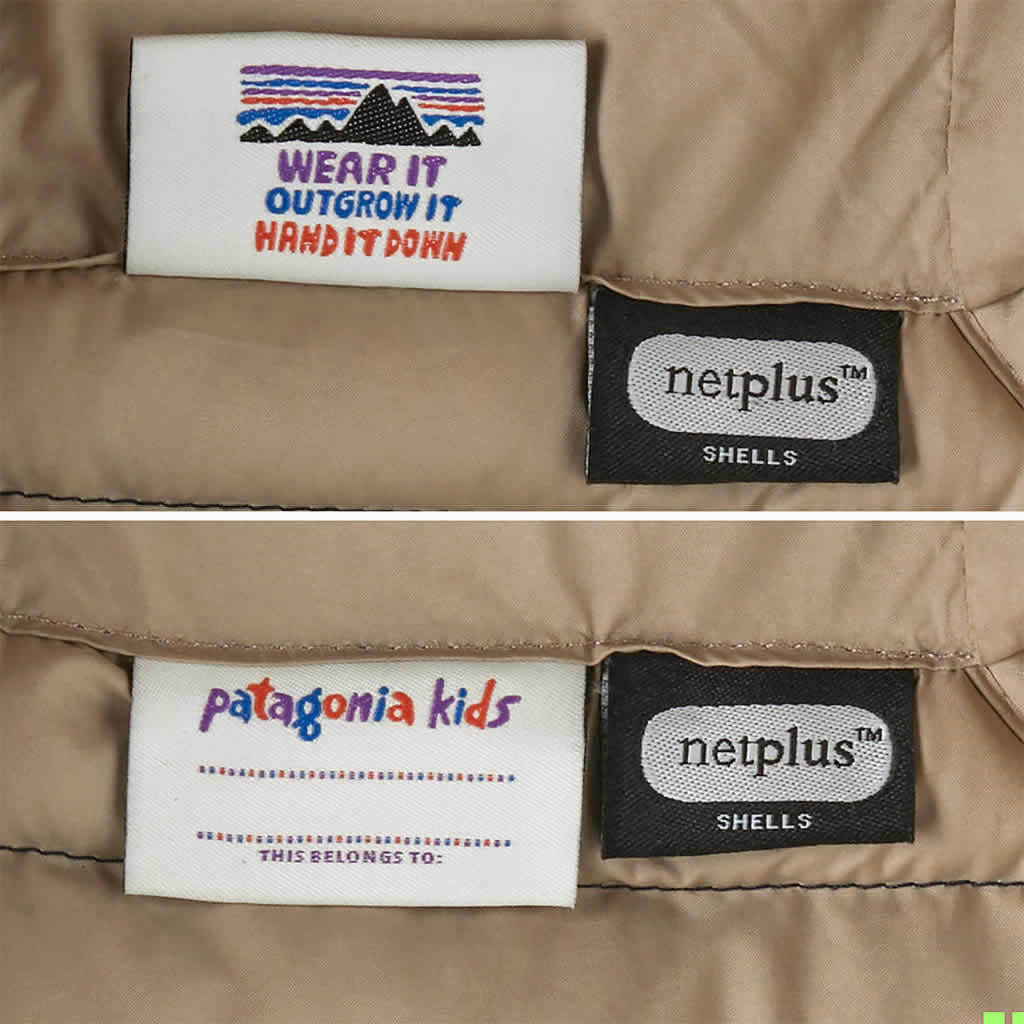 WEAR IT
OUTGROW IT
HAND IT DOWN
netplus™
SHELLS
patagonia kids
THIS BELONGS TO:
netplus™
SHELLS